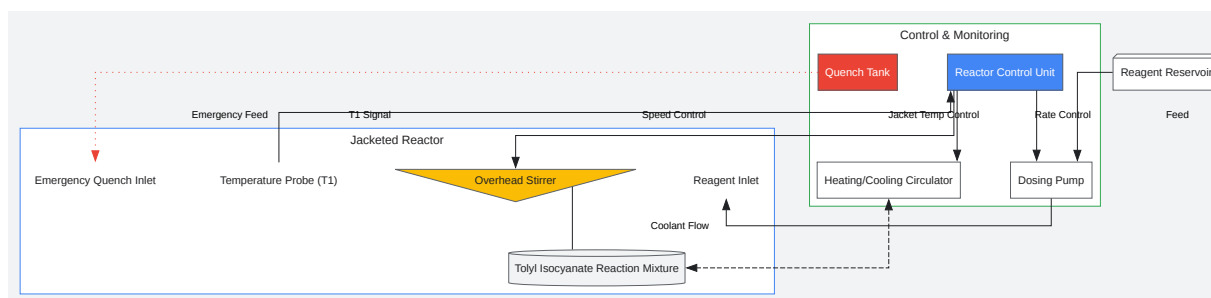 Control & Monitoring
Quench Tank
Reactor Control Unit
Reagent Reservoir
Emergency Feed
T1 Signal
Speed Control
Jacket Temp Control
Rate Control
Feed
Jacketed Reactor
Emergency Quench Inlet
Temperature Probe (T1)
Overhead Stirrer
Reagent Inlet
Heating/Cooling Circulator
Dosing Pump
Coolant Flow
Tolyl Isocyanate Reaction Mixture